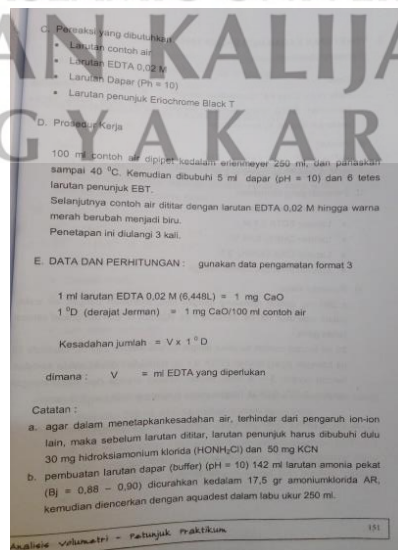 AN KALIJA
GYAKAR
C. Pereaksi yang dibutuhkan
• Larutan contoh air
• Larutan EDTA 0,02 M
• Larutan Dapar (Ph = 10)
• Larutan penunjuk Eriochrome Black T
D. Prosedur Kerja
100 ml contoh air dipipet kedalam erlenmeyer 250 ml, dan panaskan
sampai 40 °C. Kemudian dibubuhi 5 ml dapar (pH = 10) dan 6 tetes
larutan penunjuk EBT.
Selanjutnya contoh air dititar dengan larutan EDTA 0,02 M hingga warna
merah berubah menjadi biru.
Penetapan ini diulangi 3 kali.
E. DATA DAN PERHITUNGAN : gunakan data pengamatan format 3
1 ml larutan EDTA 0,02 M (6,448L) = 1 mg CaO
1 °D (derajat Jerman) = 1 mg CaO/100 ml contoh air
Kesadahan jumlah = V x 1 °D
dimana : V = ml EDTA yang diperlukan
Catatan :
a. agar dalam menetapkankesadahan air, terhindar dari pengaruh ion-ion
lain, maka sebelum larutan dititar, larutan penunjuk harus dibubuhi dulu
30 mg hidroksiamonium klorida (HONH₂Cl) dan 50 mg KCN
b. pembuatan larutan dapar (buffer) (pH = 10) 142 ml larutan amonia pekat
(Bj = 0,88 – 0,90) dicurahkan kedalam 17,5 gr amoniumklorida AR,
kemudian diencerkan dengan aquadest dalam labu ukur 250 ml.
Analisis Volumetri – Petunjuk Praktikum 151